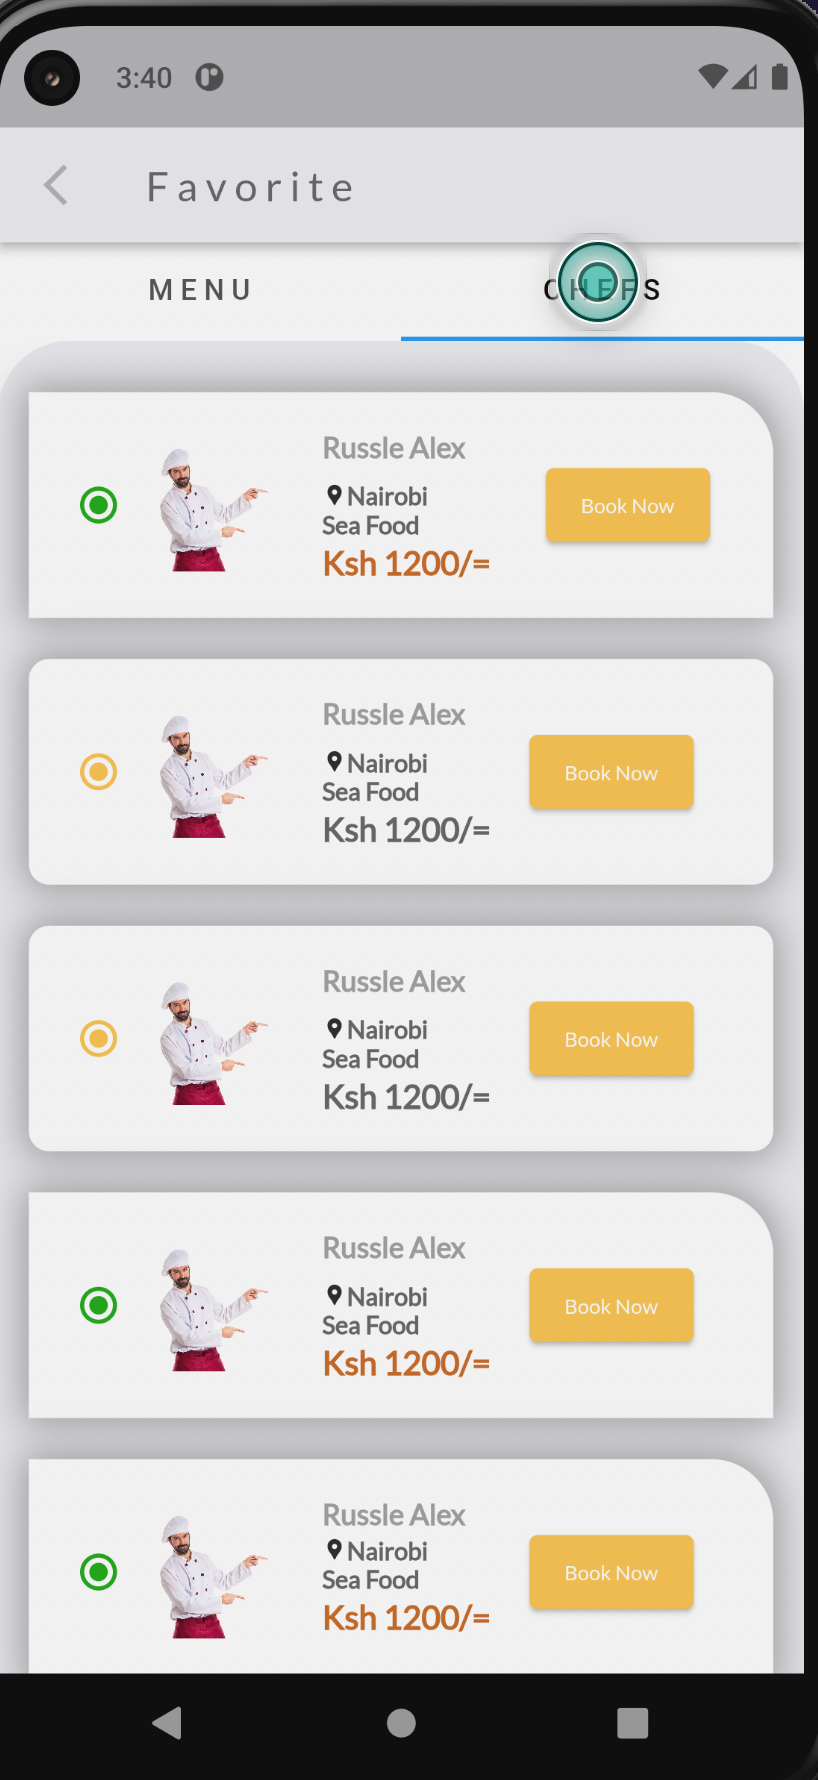 3:40
Favorite
MENU
CHEFS
Russle Alex
Nairobi
Sea Food
Ksh 1200/=
Book Now
Russle Alex
Nairobi
Sea Food
Ksh 1200/=
Book Now
Russle Alex
Nairobi
Sea Food
Ksh 1200/=
Book Now
Russle Alex
Nairobi
Sea Food
Ksh 1200/=
Book Now
Russle Alex
Nairobi
Sea Food
Ksh 1200/=
Book Now